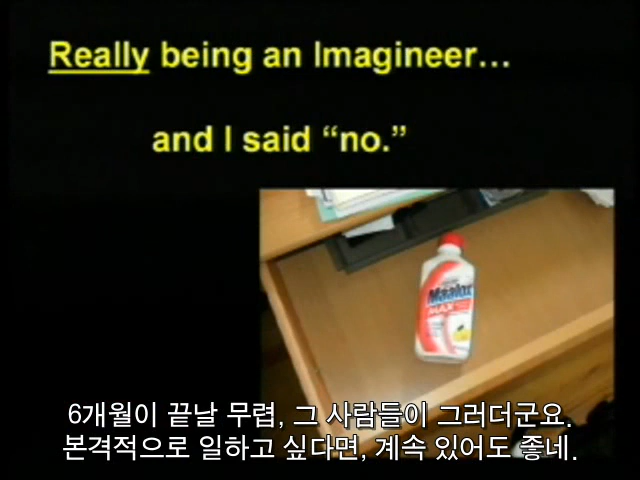 Really being an Imagineer...
and I said “no.”
Maalox
MAX
6개월이 끝날 무렵, 그 사람들이 그러더군요.
본격적으로 일하고 싶다면, 계속 있어도 좋네.